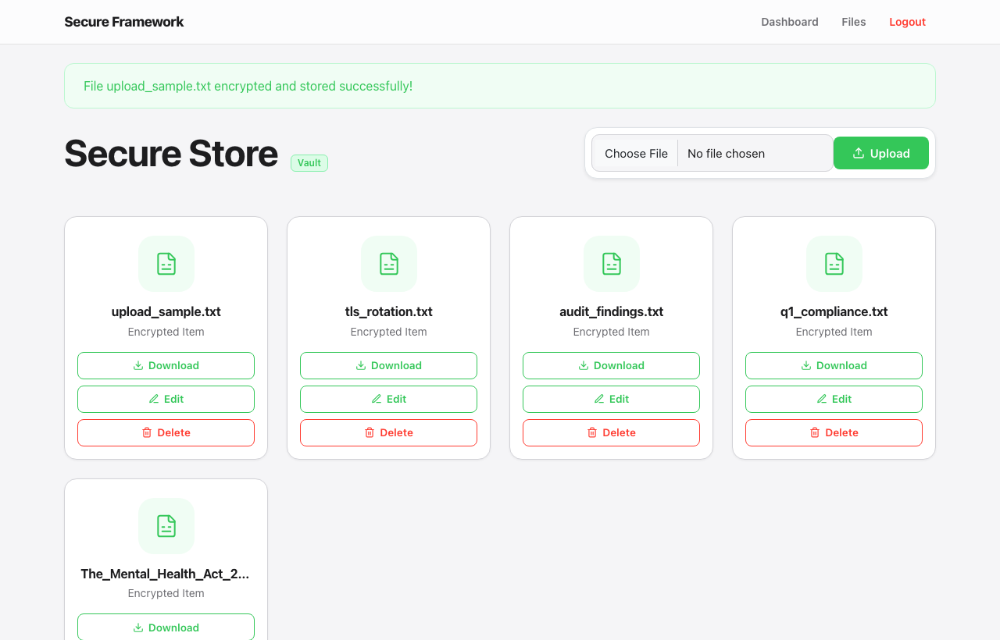 Secure Framework
Dashboard Files Logout
File upload_sample.txt encrypted and stored successfully!
Secure Store Vault
Choose File No file chosen Upload
upload_sample.txt
Encrypted Item
Download
Edit
Delete
tls_rotation.txt
Encrypted Item
Download
Edit
Delete
audit_findings.txt
Encrypted Item
Download
Edit
Delete
q1_compliance.txt
Encrypted Item
Download
Edit
Delete
The_Mental_Health_Act_2...
Encrypted Item
Download